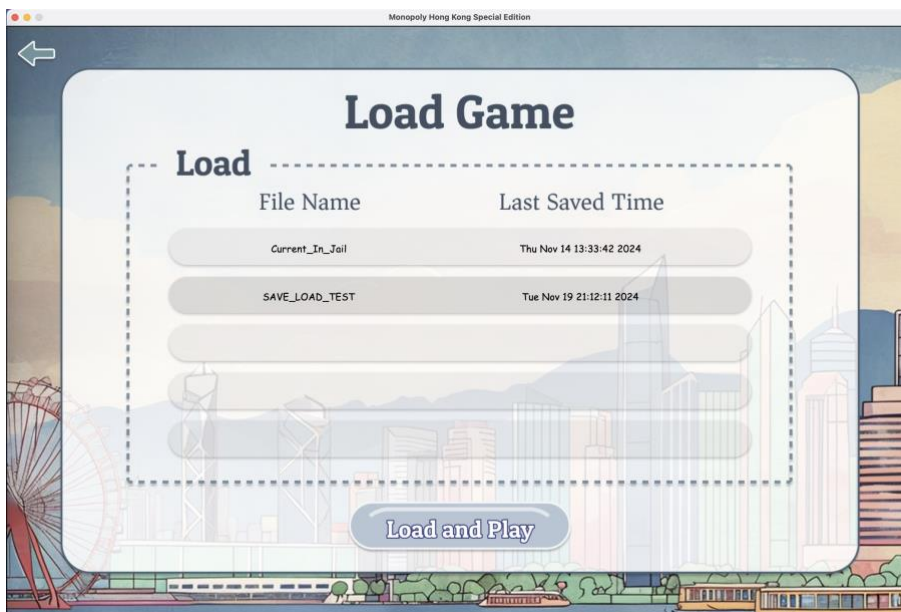 Monopoly Hong Kong Special Edition
Load Game
Load
File Name Last Saved Time
Current_In_Jail Thu Nov 14 13:33:42 2024
SAVE_LOAD_TEST Tue Nov 19 21:12:11 2024
Load and Play